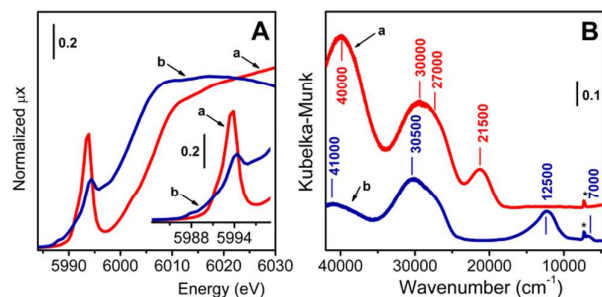 0.2
A
b
a
a
0.2
b
5988 5994
Normalized μx
5990 6000 6010 6020 6030
Energy (eV)
B
a
40000
30000
27000
0.1
21500
41000
30500
b
12500
7000
*
*
Kubelka-Munk
40000 30000 20000 10000
Wavenumber (cm⁻¹)